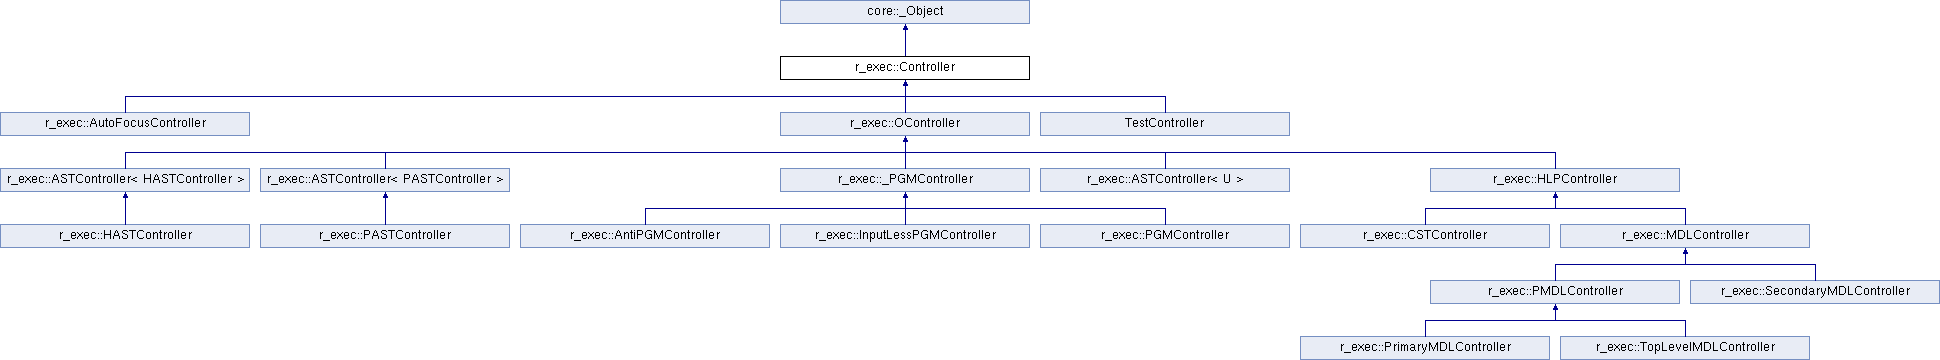 core::_Object
r_exec::Controller
r_exec::AutoFocusController
r_exec::OController
TestController
r_exec::ASTController< HASTController >
r_exec::ASTController< PASTController >
r_exec::_PGMController
r_exec::ASTController< U >
r_exec::HLPController
r_exec::HASTController
r_exec::PASTController
r_exec::AntiPGMController
r_exec::InputLessPGMController
r_exec::PGMController
r_exec::CSTController
r_exec::MDLController
r_exec::PMDLController
r_exec::SecondaryMDLController
r_exec::PrimaryMDLController
r_exec::TopLevelMDLController